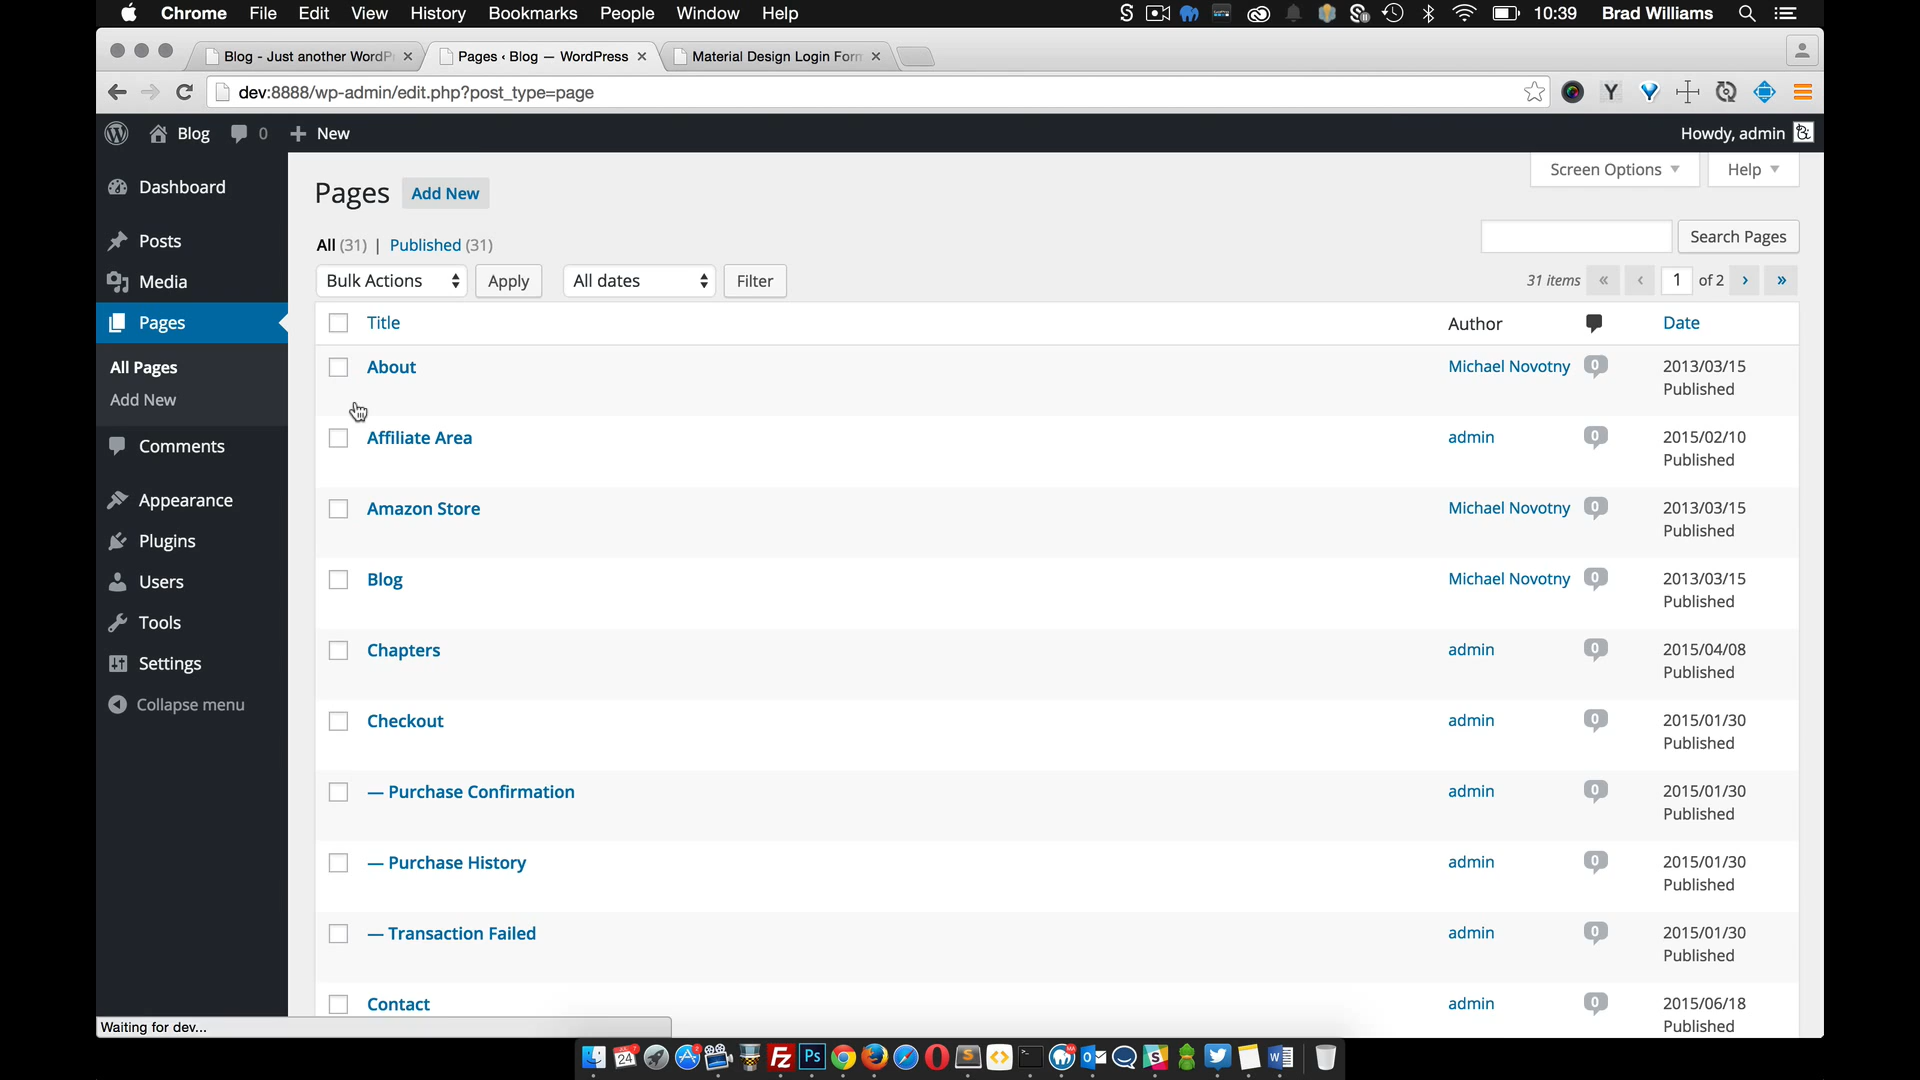 Chrome File Edit View History Bookmarks People Window Help 10:39 Brad Williams
Blog - Just another WordP Pages ‹ Blog — WordPress Material Design Login Form
dev:8888/wp-admin/edit.php?post_type=page
Blog 0 New Howdy, admin
Screen Options Help
Dashboard
Posts
Media
Pages
All Pages
Add New
Comments
Appearance
Plugins
Users
Tools
Settings
Collapse menu
Pages Add New
All (31) | Published (31)
Search Pages
Bulk Actions Apply All dates Filter 31 items « ‹ 1 of 2 › »
Title Author Date
About Michael Novotny 0 2013/03/15
Published
Affiliate Area admin 0 2015/02/10
Published
Amazon Store Michael Novotny 0 2013/03/15
Published
Blog Michael Novotny 0 2013/03/15
Published
Chapters admin 0 2015/04/08
Published
Checkout admin 0 2015/01/30
Published
— Purchase Confirmation admin 0 2015/01/30
Published
— Purchase History admin 0 2015/01/30
Published
— Transaction Failed admin 0 2015/01/30
Published
Contact admin 0 2015/06/18
Published
Waiting for dev...